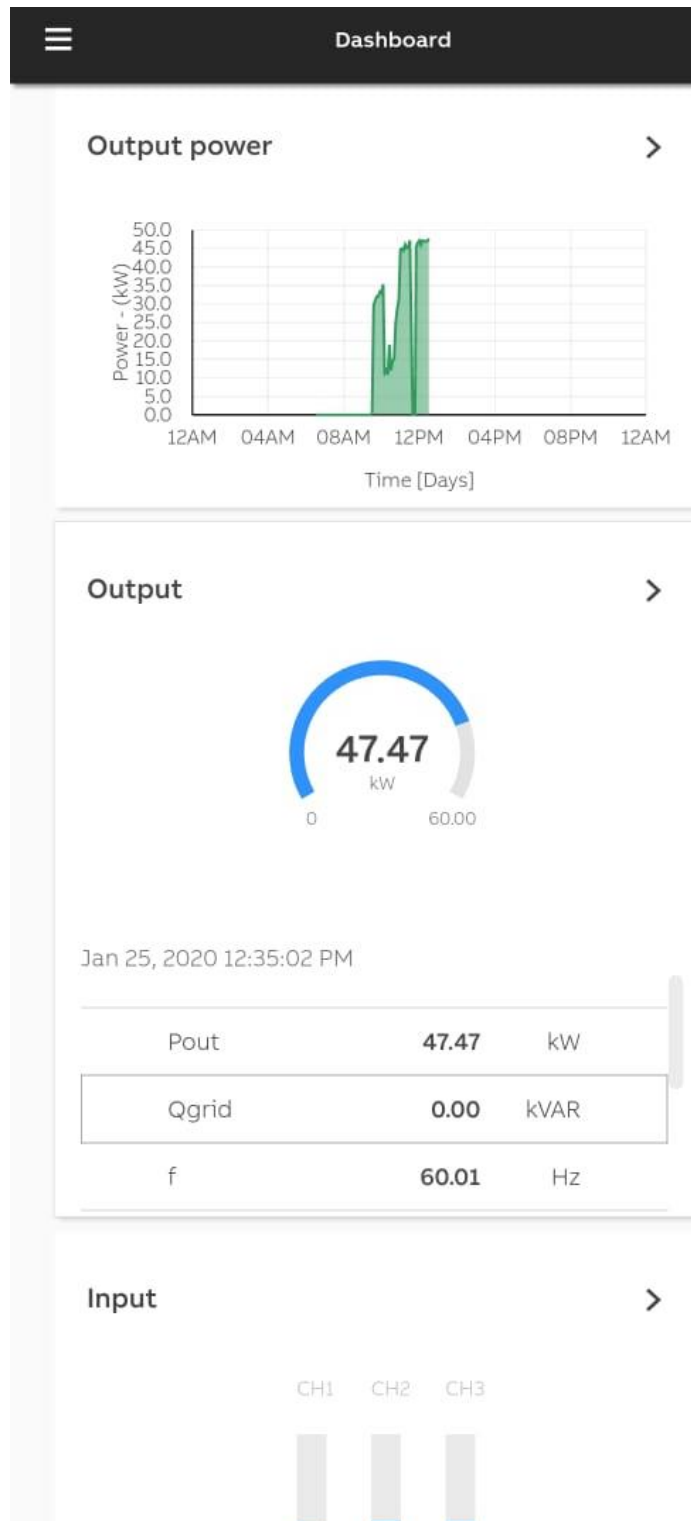 Dashboard
Output power
50.0
45.0
40.0
35.0
30.0
25.0
20.0
15.0
10.0
5.0
0.0
Power - (kW)
12AM 04AM 08AM 12PM 04PM 08PM 12AM
Time [Days]
Output
47.47
kW
0 60.00
Jan 25, 2020 12:35:02 PM
Pout 47.47 kW
Qgrid 0.00 kVAR
f 60.01 Hz
Input
CH1 CH2 CH3